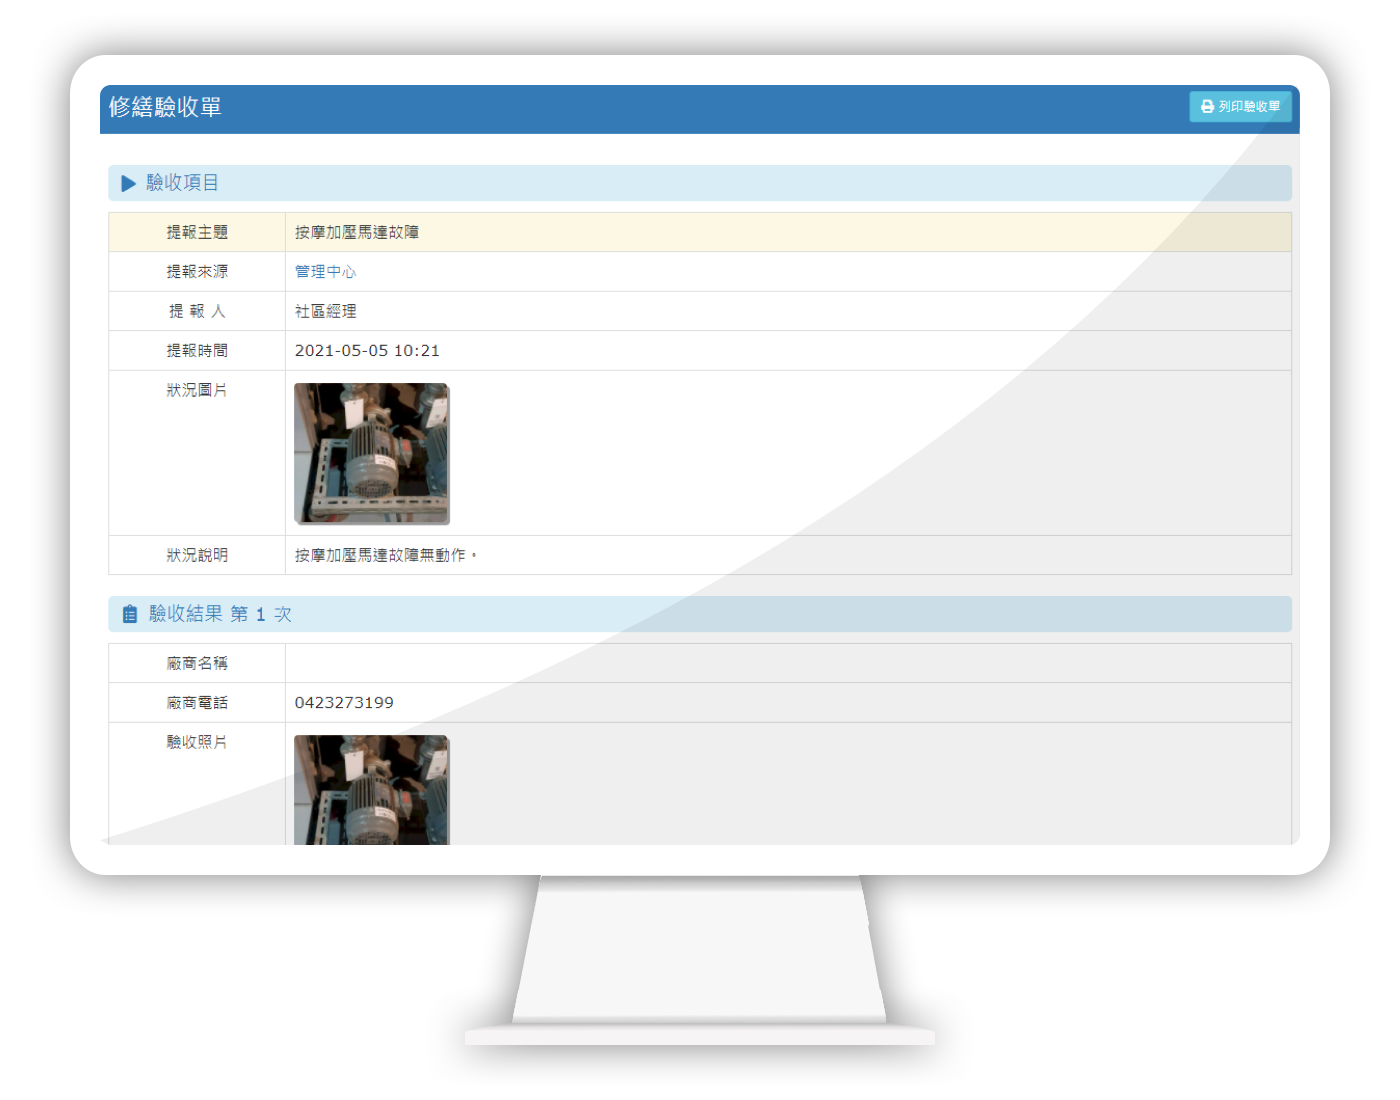 修繕驗收單
列印驗收單
驗收項目
提報主題 按摩加壓馬達故障
提報來源 管理中心
提 報 人 社區經理
提報時間 2021-05-05 10:21
狀況圖片
狀況說明 按摩加壓馬達故障無動作。
驗收結果 第 1 次
廠商名稱
廠商電話 0423273199
驗收照片